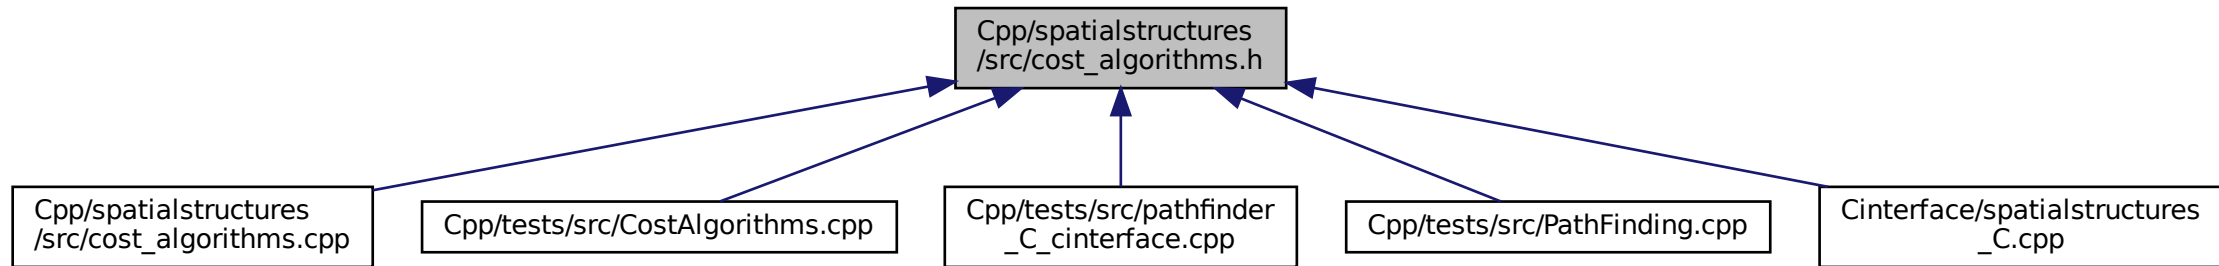 Cpp/spatialstructures
/src/cost_algorithms.h
Cpp/spatialstructures
/src/cost_algorithms.cpp
Cpp/tests/src/CostAlgorithms.cpp
Cpp/tests/src/pathfinder
_C_cinterface.cpp
Cpp/tests/src/PathFinding.cpp
Cinterface/spatialstructures
_C.cpp